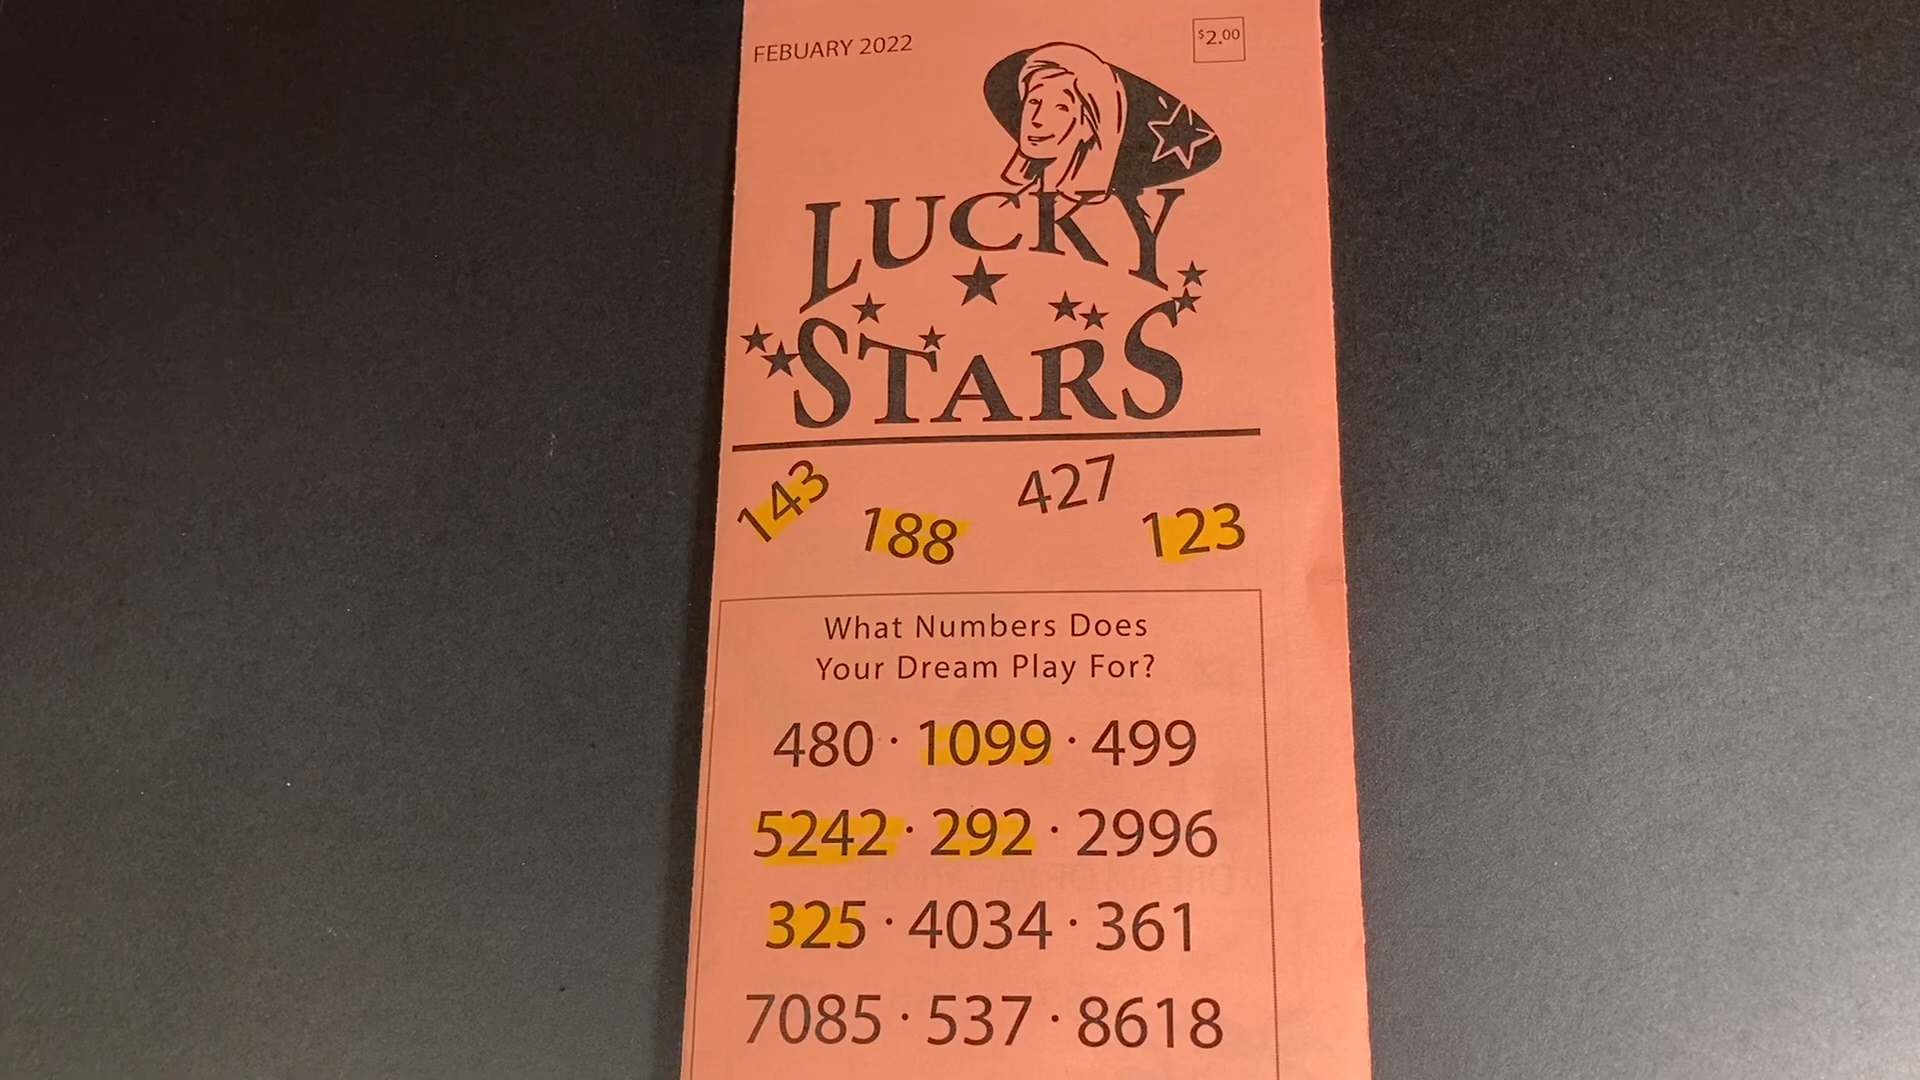 FEBUARY 2022
$2.00
LUCKY
STARS
143 188 427 123
What Numbers Does
Your Dream Play For?
480 · 1099 · 499
5242 · 292 · 2996
325 · 4034 · 361
7085 · 537 · 8618